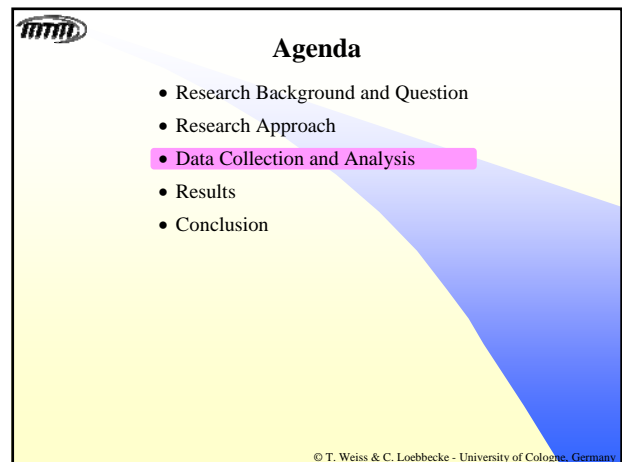 mtm
Agenda
• Research Background and Question
• Research Approach
• Data Collection and Analysis
• Results
• Conclusion
© T. Weiss & C. Loebbecke - University of Cologne, Germany